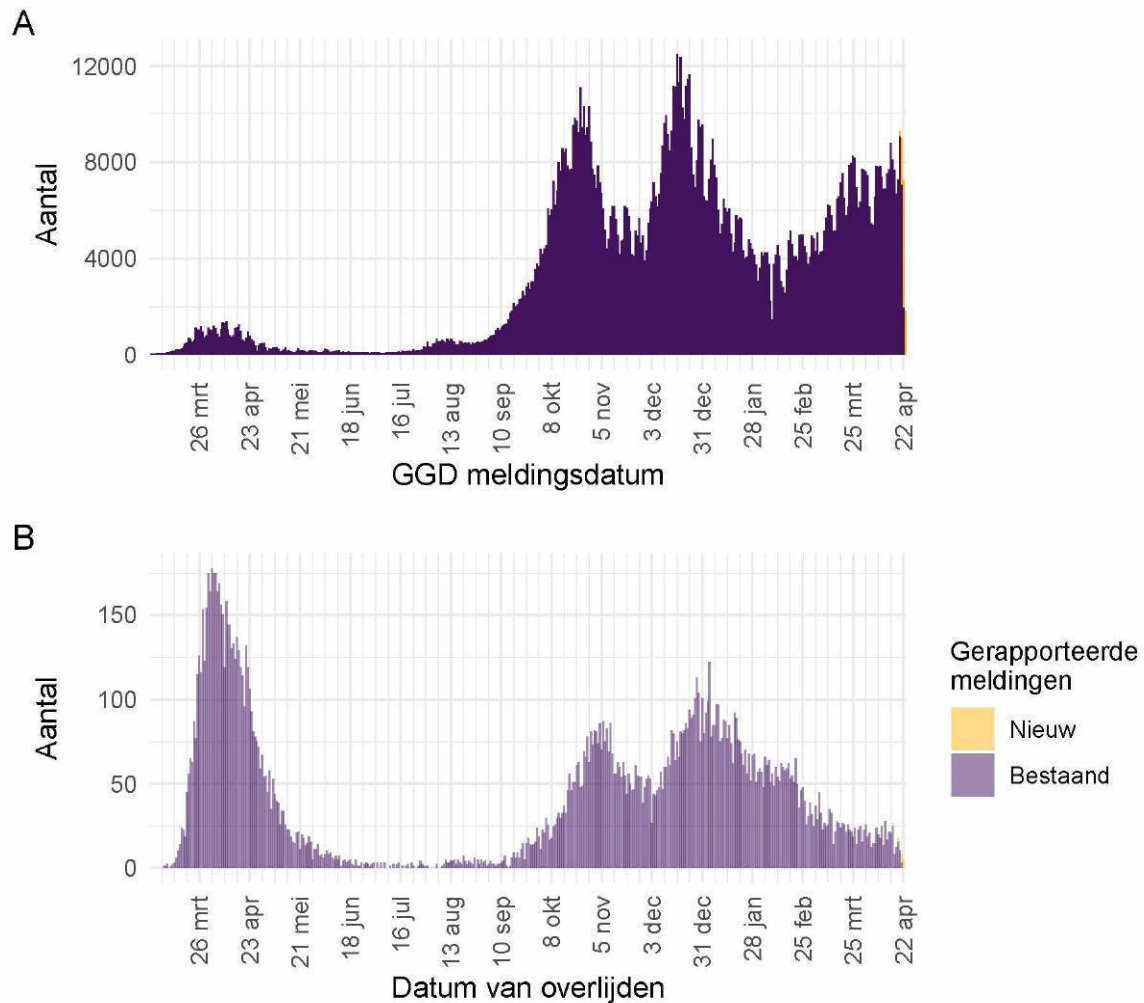 A
12000
8000
4000
0
Aantal
26 mrt
23 apr
21 mei
18 jun
16 jul
13 aug
10 sep
8 okt
5 nov
3 dec
31 dec
28 jan
25 feb
25 mrt
22 apr
GGD meldingsdatum
B
150
100
50
0
Aantal
26 mrt
23 apr
21 mei
18 jun
16 jul
13 aug
10 sep
8 okt
5 nov
3 dec
31 dec
28 jan
25 feb
25 mrt
22 apr
Datum van overlijden
Gerapporteerde
meldingen
Nieuw
Bestaand